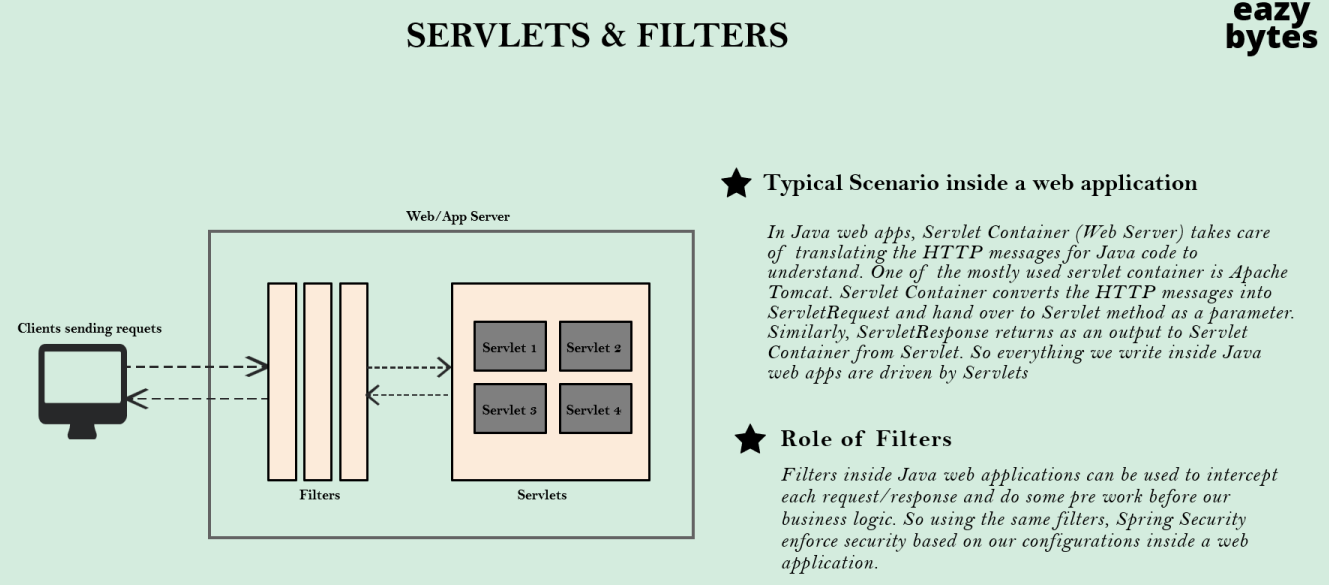 eazy
bytes
SERVLETS & FILTERS
Web/App Server
Clients sending requets
Servlet 1
Servlet 2
Servlet 3
Servlet 4
Filters
Servlets
Typical Scenario inside a web application
In Java web apps, Servlet Container (Web Server) takes care
of translating the HTTP messages for Java code to
understand. One of the mostly used servlet container is Apache
Tomcat. Servlet Container converts the HTTP messages into
ServletRequest and hand over to Servlet method as a parameter.
Similarly, ServletResponse returns as an output to Servlet
Container from Servlet. So everything we write inside Java
web apps are driven by Servlets
Role of Filters
Filters inside Java web applications can be used to intercept
each request/response and do some pre work before our
business logic. So using the same filters, Spring Security
enforce security based on our configurations inside a web
application.